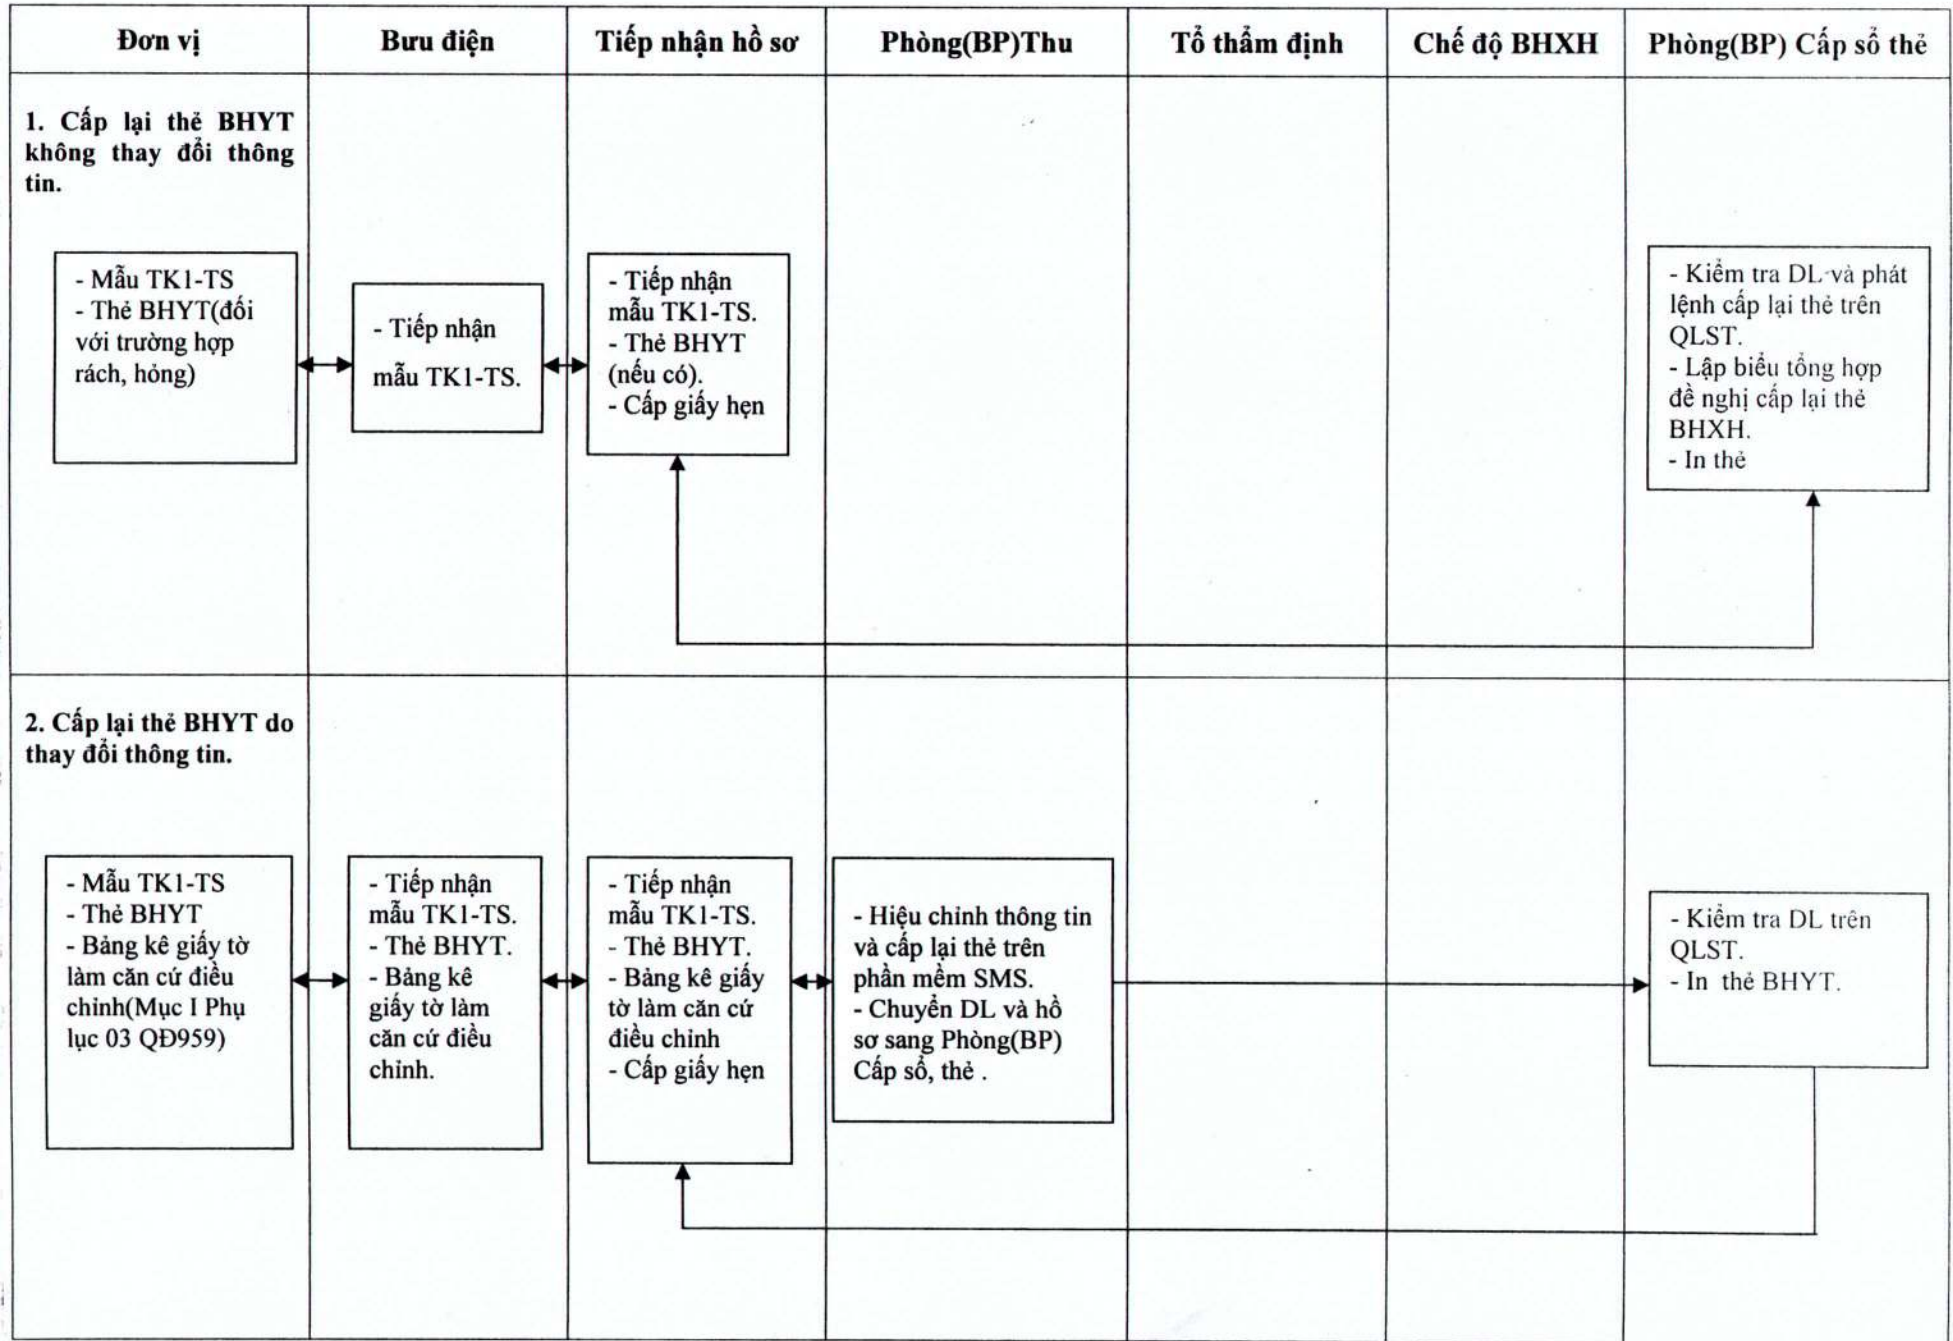 Đơn vị
Bưu điện
Tiếp nhận hồ sơ
Phòng(BP)Thu
Tổ thẩm định
Chế độ BHXH
Phòng(BP) Cấp sổ thẻ
1. Cấp lại thẻ BHYT
không thay đổi thông
tin.
- Mẫu TK1-TS
- Thẻ BHYT(đối
với trường hợp
rách, hỏng)
- Tiếp nhận
mẫu TK1-TS.
- Tiếp nhận
mẫu TK1-TS.
- Thẻ BHYT
(nếu có).
- Cấp giấy hẹn
- Kiểm tra DL và phát
lệnh cấp lại thẻ trên
QLST.
- Lập biểu tổng hợp
đề nghị cấp lại thẻ
BHXH.
- In thẻ
2. Cấp lại thẻ BHYT do
thay đổi thông tin.
- Mẫu TK1-TS
- Thẻ BHYT
- Bảng kê giấy tờ
làm căn cứ điều
chỉnh(Mục I Phụ
lục 03 QĐ959)
- Tiếp nhận
mẫu TK1-TS.
- Thẻ BHYT.
- Bảng kê
giấy tờ làm
căn cứ điều
chỉnh.
- Tiếp nhận
mẫu TK1-TS.
- Thẻ BHYT.
- Bảng kê giấy
tờ làm căn cứ
điều chỉnh
- Cấp giấy hẹn
- Hiệu chỉnh thông tin
và cấp lại thẻ trên
phần mềm SMS.
- Chuyển DL và hồ
sơ sang Phòng(BP)
Cấp sổ, thẻ .
- Kiểm tra DL trên
QLST.
- In thẻ BHYT.